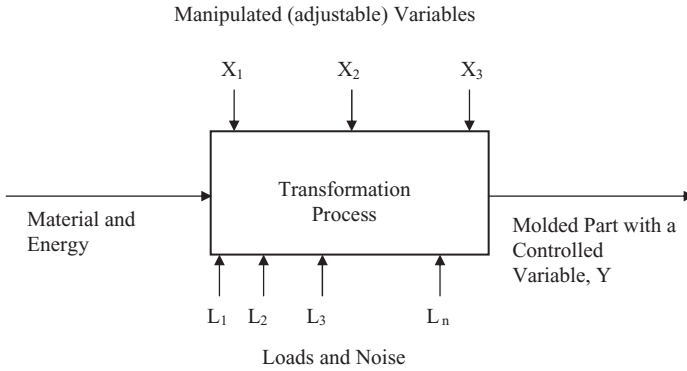 Manipulated (adjustable) Variables
X1 X2 X3
Transformation
Process
Material and
Energy
Molded Part with a
Controlled
Variable, Y
L1 L2 L3 Ln
Loads and Noise